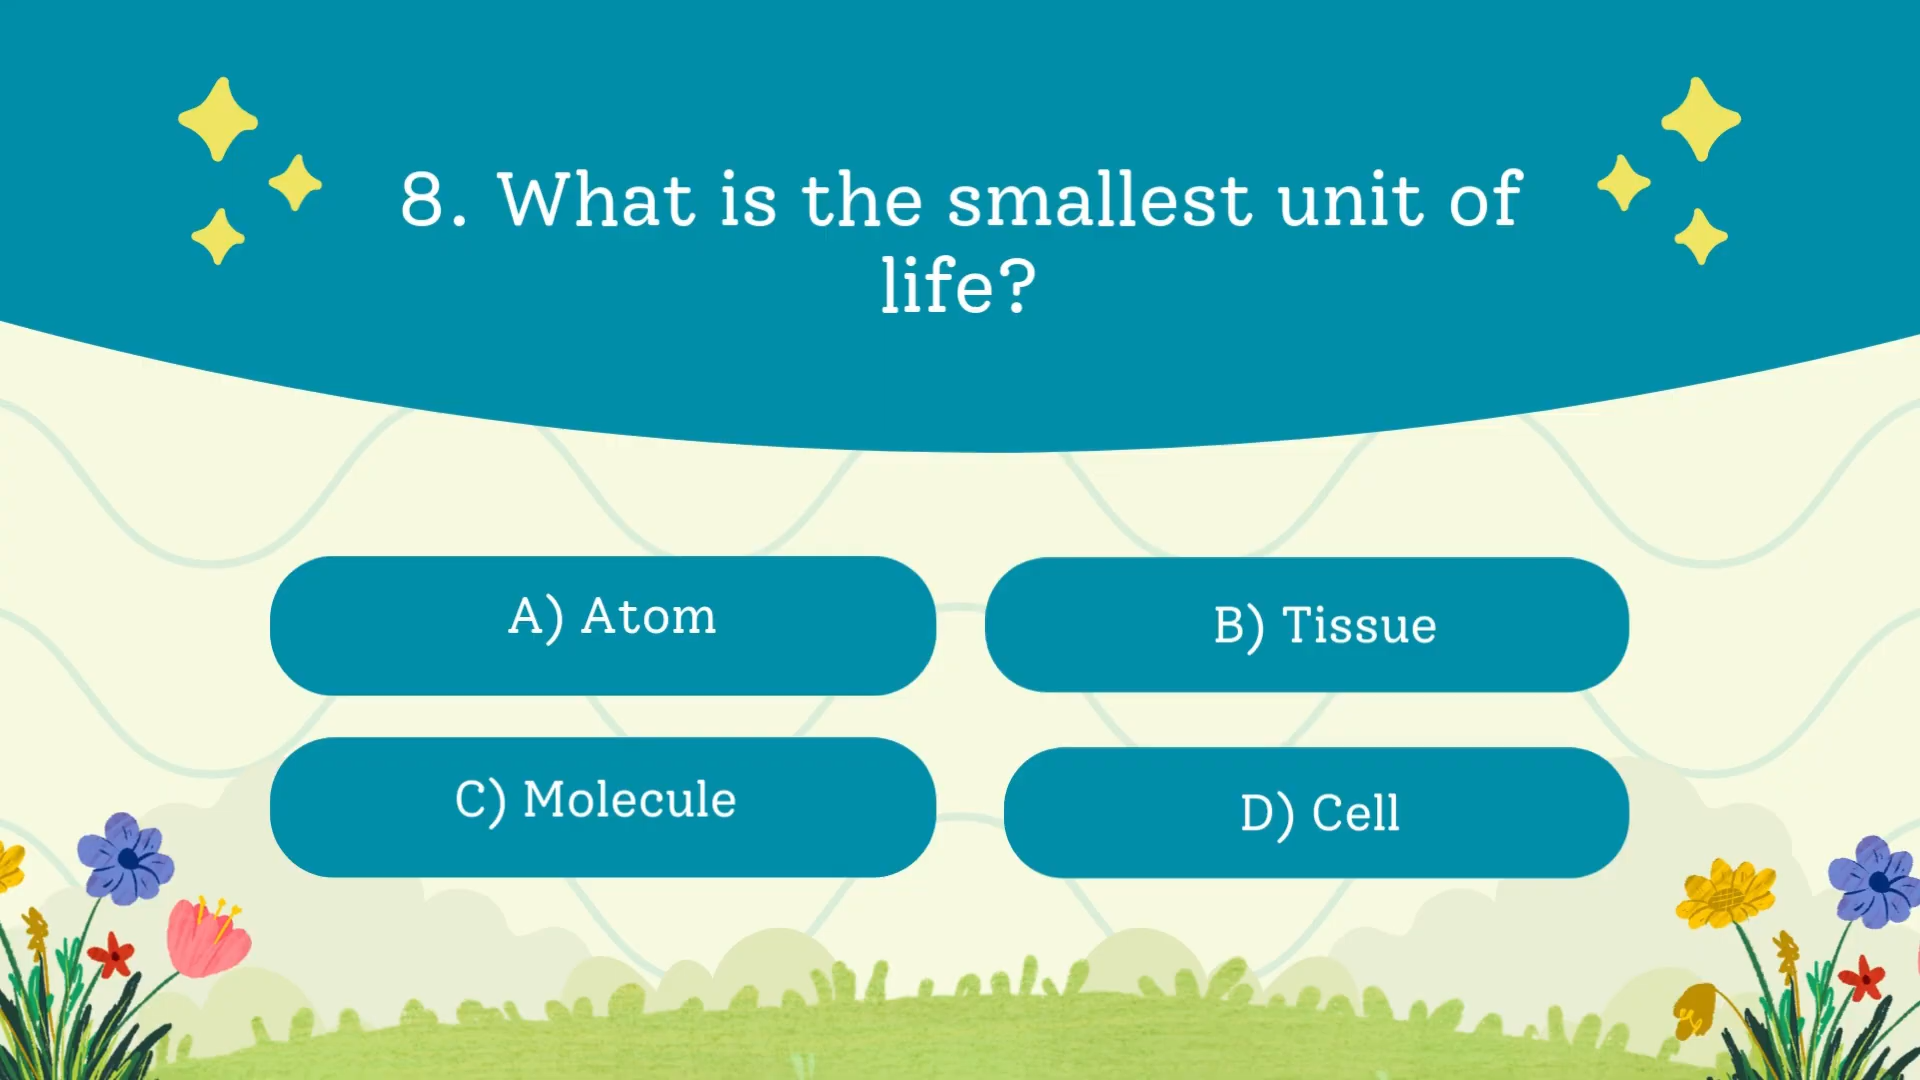 8. What is the smallest unit of
life?
A) Atom
B) Tissue
C) Molecule
D) Cell